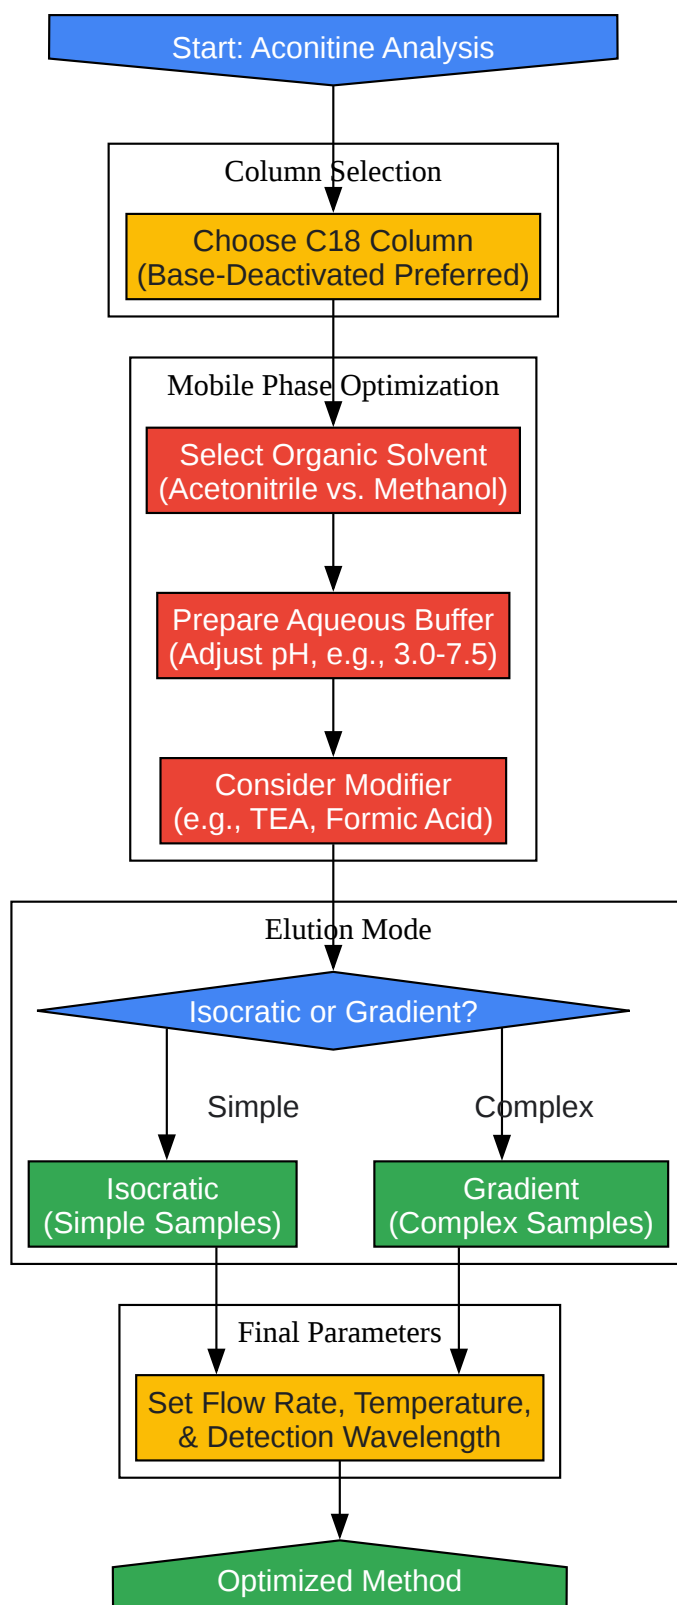 Start: Aconitine Analysis
Column Selection
Choose C18 Column
(Base-Deactivated Preferred)
Mobile Phase Optimization
Select Organic Solvent
(Acetonitrile vs. Methanol)
Prepare Aqueous Buffer
(Adjust pH, e.g., 3.0-7.5)
Consider Modifier
(e.g., TEA, Formic Acid)
Elution Mode
Isocratic or Gradient?
Simple
Complex
Isocratic
(Simple Samples)
Gradient
(Complex Samples)
Final Parameters
Set Flow Rate, Temperature,
& Detection Wavelength
Optimized Method